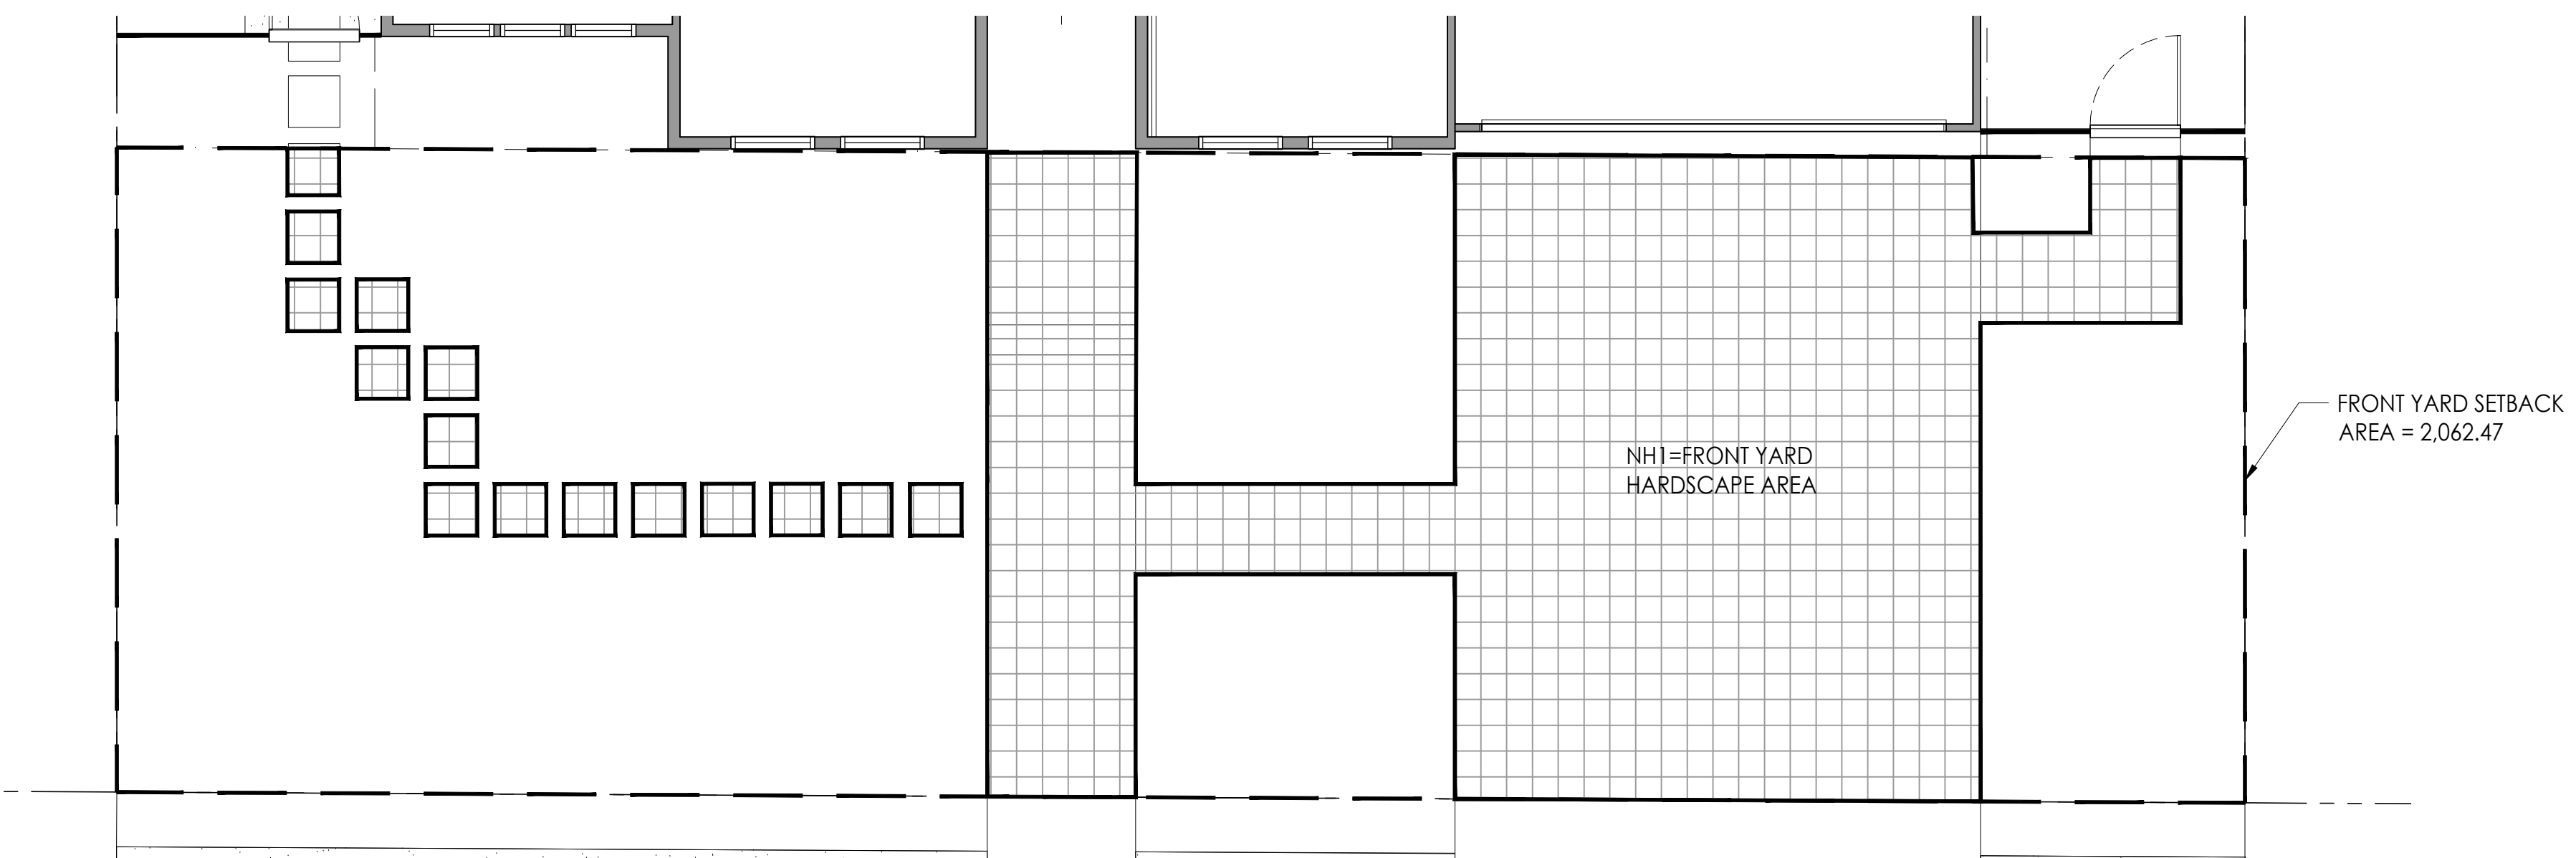 FRONT YARD SETBACK
AREA = 2,062.47
NH1=FRONT YARD
HARDSCAPE AREA